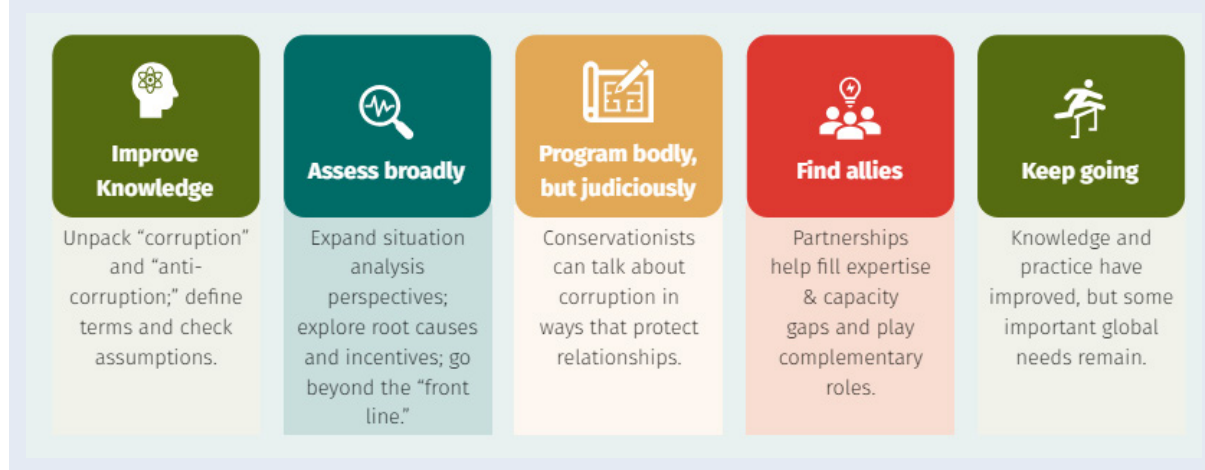 Improve
Knowledge
Unpack “corruption”
and “anti-
corruption;” define
terms and check
assumptions.
Assess broadly
Expand situation
analysis
perspectives;
explore root causes
and incentives; go
beyond the “front
line.”
Program bodly,
but judiciously
Conservationists
can talk about
corruption in
ways that protect
relationships.
Find allies
Partnerships
help fill expertise
& capacity
gaps and play
complementary
roles.
Keep going
Knowledge and
practice have
improved, but some
important global
needs remain.